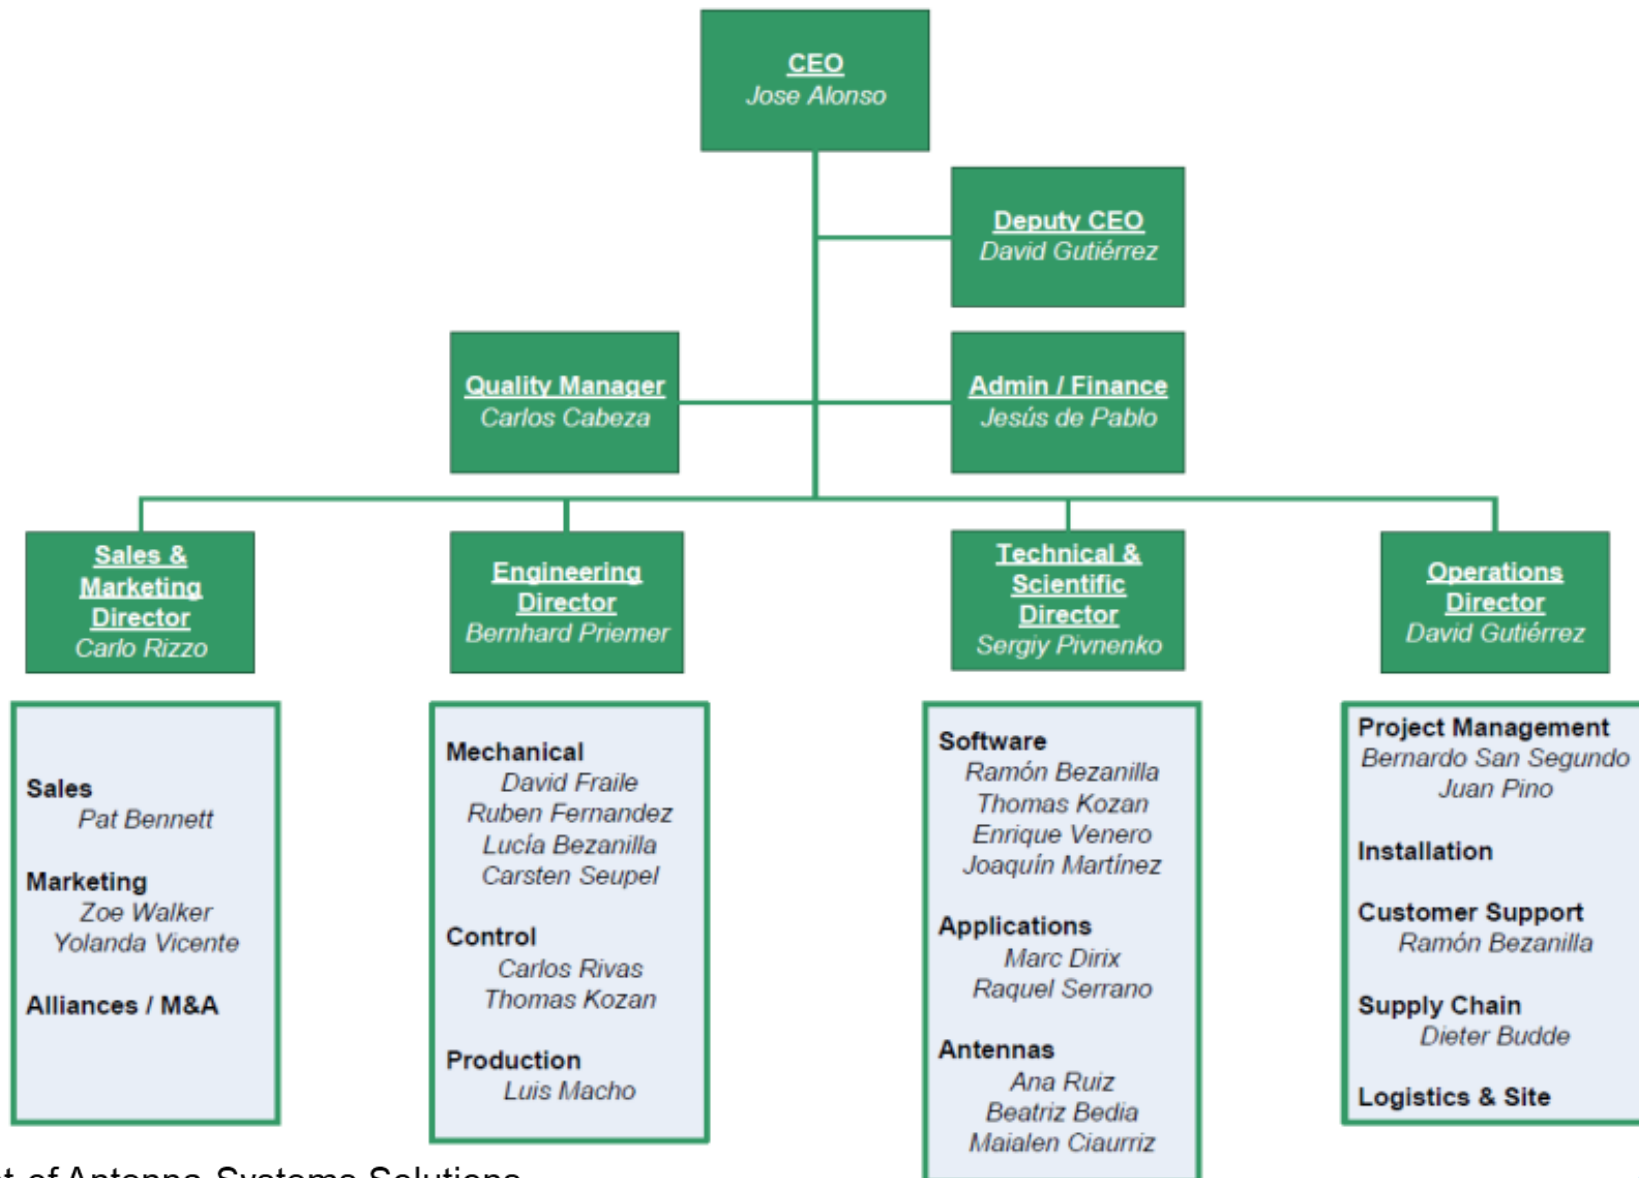 CEO
Jose Alonso
Deputy CEO
David Gutiérrez
Quality Manager
Carlos Cabeza
Admin / Finance
Jesús de Pablo
Sales &
Marketing
Director
Carlo Rizzo
Engineering
Director
Bernhard Priemer
Technical &
Scientific
Director
Sergiy Pivnenko
Operations
Director
David Gutiérrez
Sales
Pat Bennett
Marketing
Zoe Walker
Yolanda Vicente
Alliances / M&A
Mechanical
David Fraile
Ruben Fernandez
Lucía Bezanilla
Carsten Seupel
Control
Carlos Rivas
Thomas Kozan
Production
Luis Macho
Software
Ramón Bezanilla
Thomas Kozan
Enrique Venero
Joaquín Martínez
Applications
Marc Dirix
Raquel Serrano
Antennas
Ana Ruiz
Beatriz Bedia
Maialen Ciaurriz
Project Management
Bernardo San Segundo
Juan Pino
Installation
Customer Support
Ramón Bezanilla
Supply Chain
Dieter Budde
Logistics & Site
of Antenna Systems Solutions